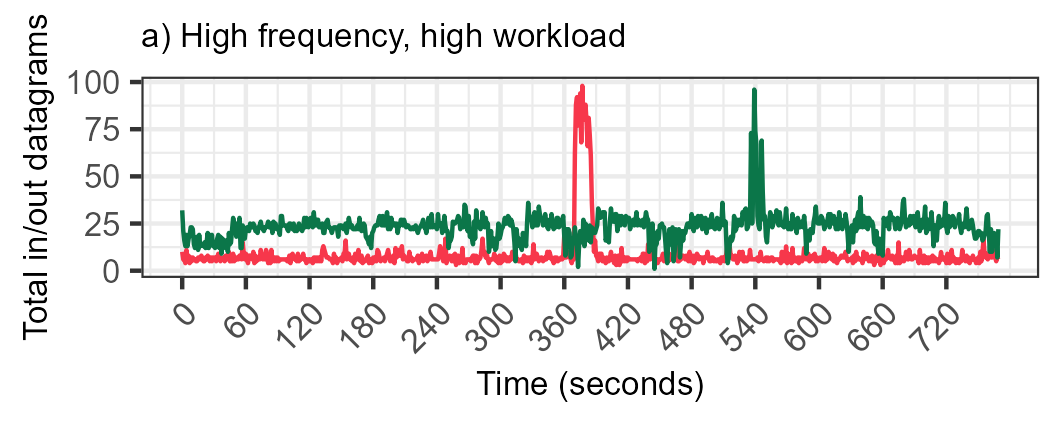 a) High frequency, high workload
Total in/out datagrams
100
75
50
25
0
0 60 120 180 240 300 360 420 480 540 600 660 720
Time (seconds)